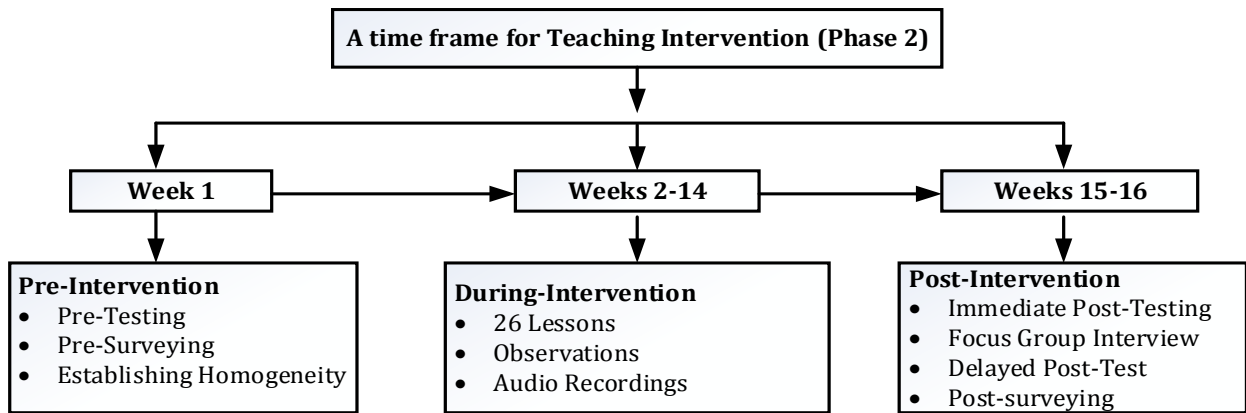 A time frame for Teaching Intervention (Phase 2)
Week 1
Weeks 2-14
Weeks 15-16
Pre-Intervention
• Pre-Testing
• Pre-Surveying
• Establishing Homogeneity
During-Intervention
• 26 Lessons
• Observations
• Audio Recordings
Post-Intervention
• Immediate Post-Testing
• Focus Group Interview
• Delayed Post-Test
• Post-surveying